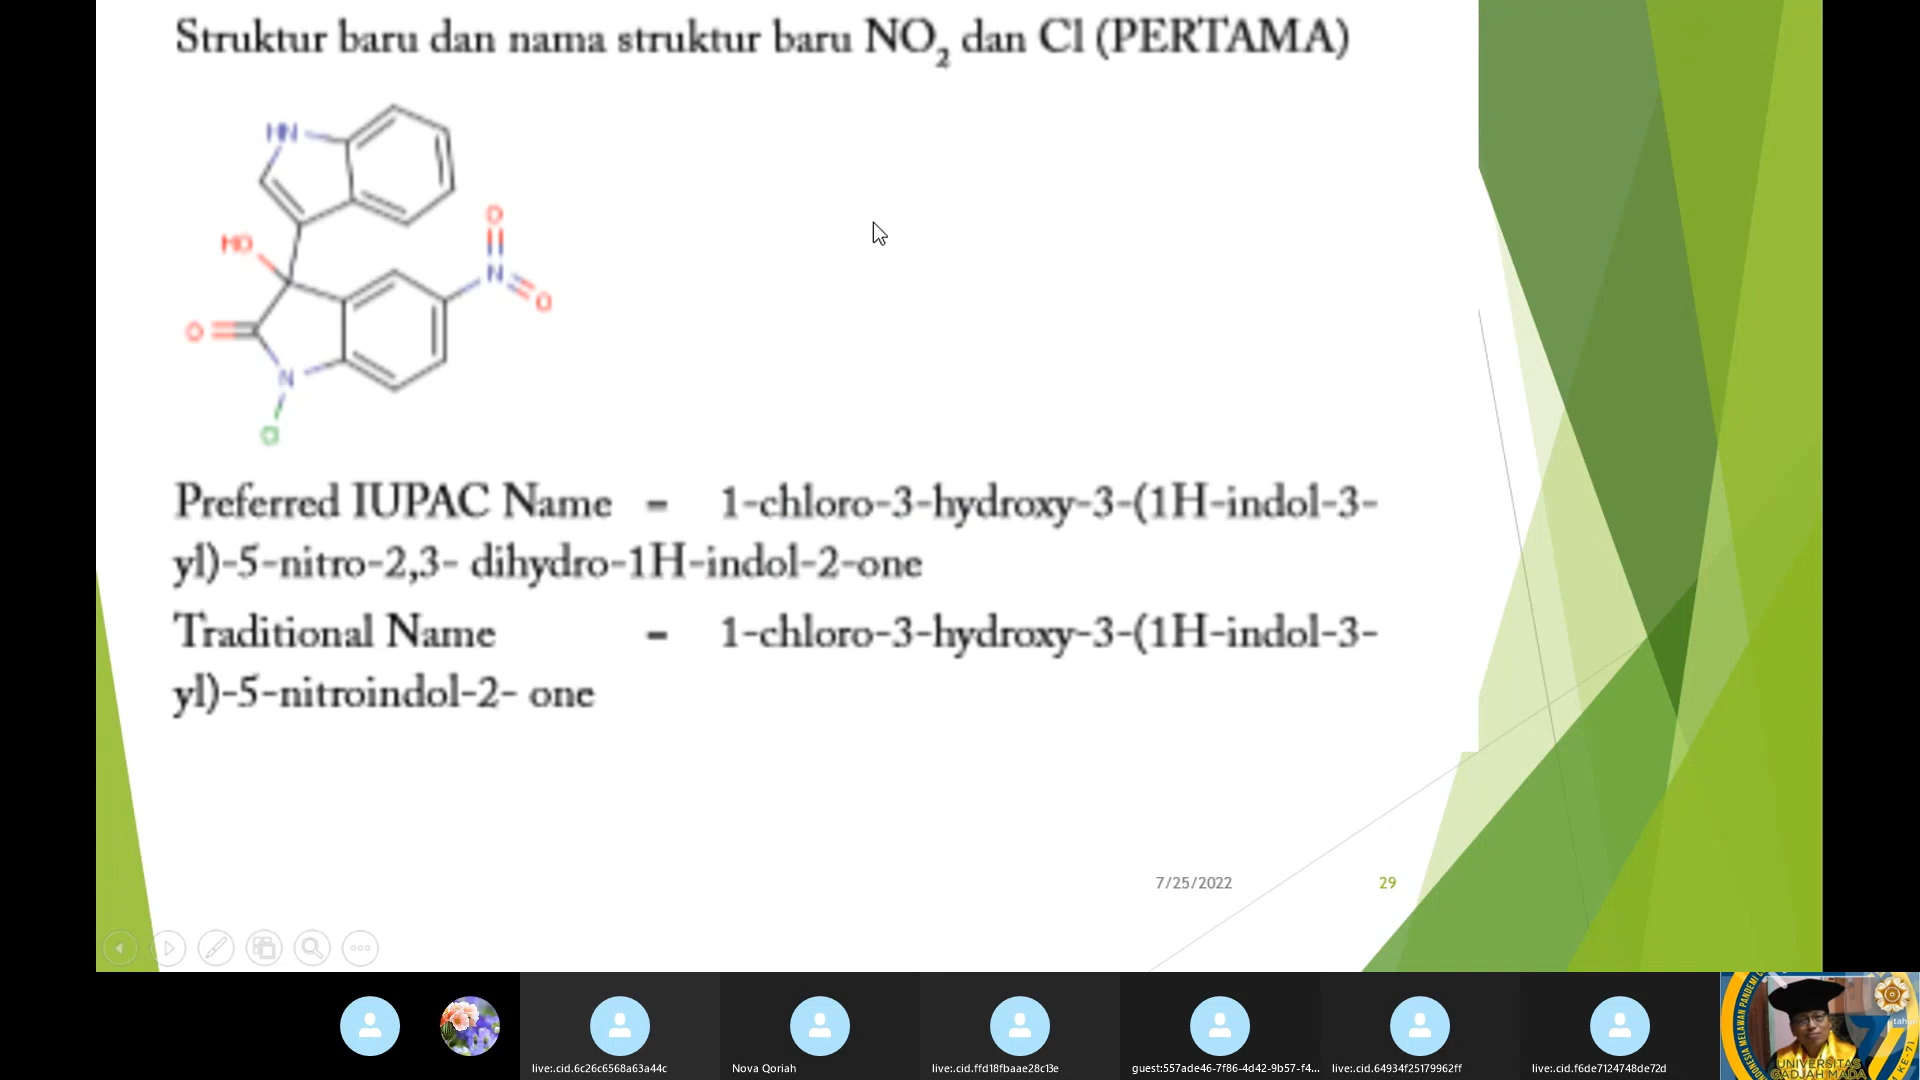 Struktur baru dan nama struktur baru NO₂ dan Cl (PERTAMA)
HN
HO
O
N
O
O
N
Cl
Preferred IUPAC Name = 1-chloro-3-hydroxy-3-(1H-indol-3-
yl)-5-nitro-2,3- dihydro-1H-indol-2-one
Traditional Name = 1-chloro-3-hydroxy-3-(1H-indol-3-
yl)-5-nitroindol-2- one
7/25/2022 29
live:.cid.6c26c6568a63a44c
Nova Qoriah
live:.cid.ffd18fbaae28c13e
guest:557ade46-7f86-4d42-9b57-f4...
live:.cid.64934f25179962ff
live:.cid.f6de7124748de72d
UNIVERSITAS
GADJAH MADA